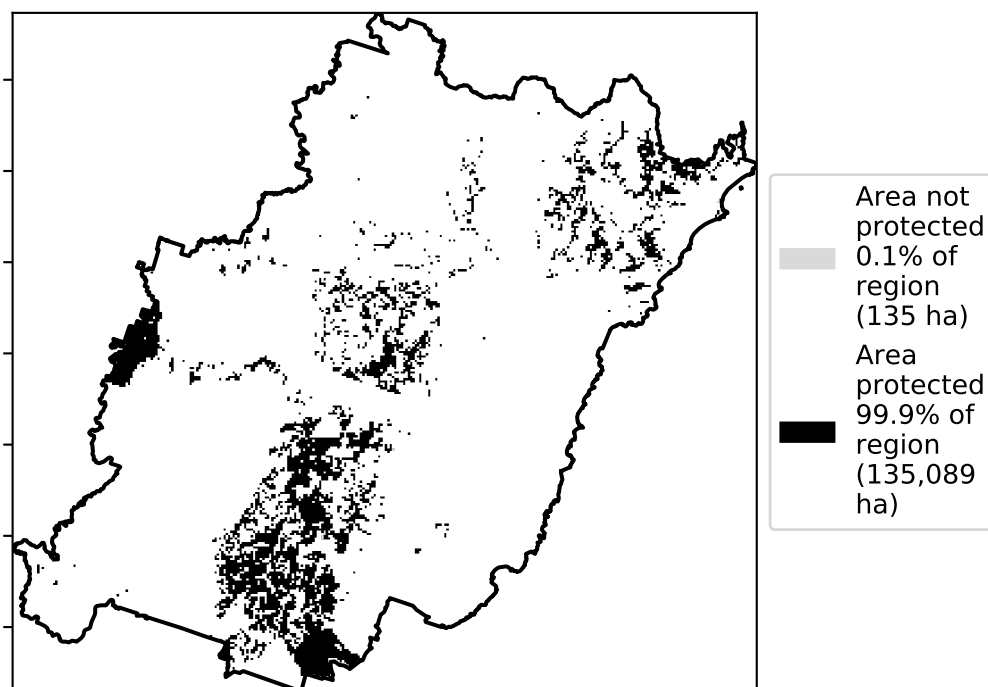 Area not
protected
0.1% of
region
(135 ha)
Area
protected
99.9% of
region
(135,089
ha)